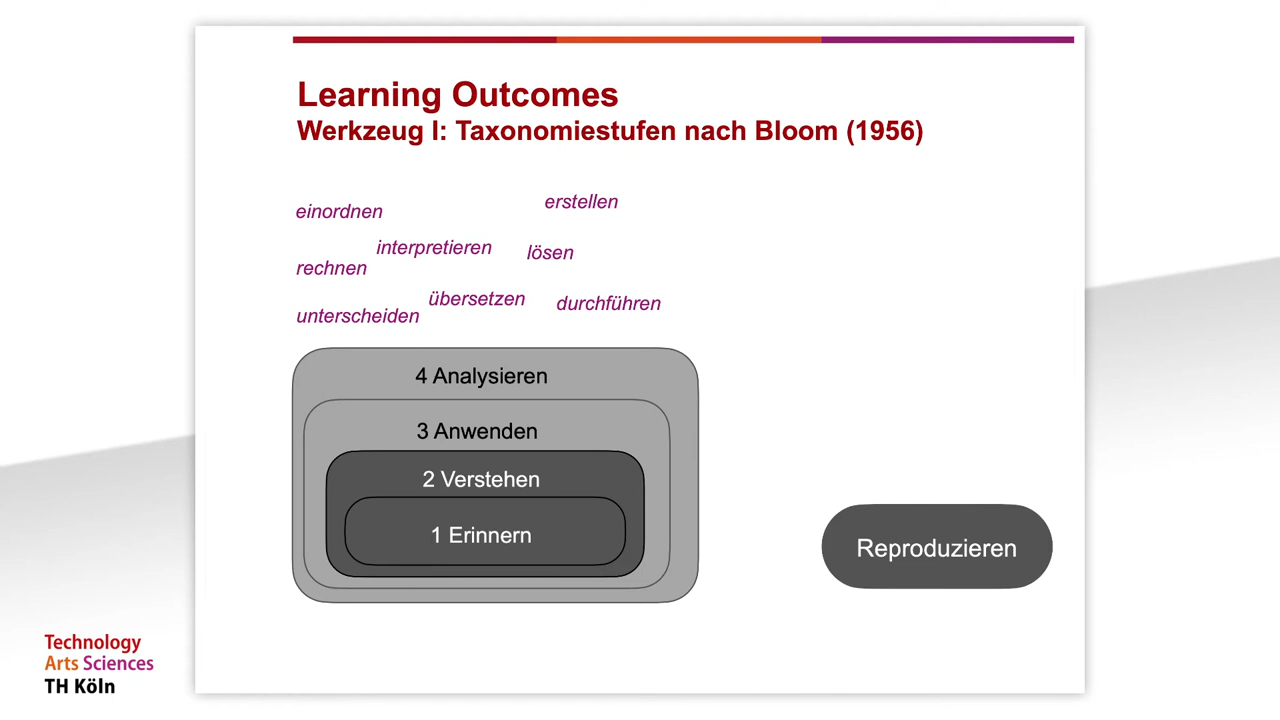 Learning Outcomes
Werkzeug I: Taxonomiestufen nach Bloom (1956)
einordnen
erstellen
interpretieren
lösen
rechnen
übersetzen
durchführen
unterscheiden
4 Analysieren
3 Anwenden
2 Verstehen
1 Erinnern
Reproduzieren
Technology
Arts Sciences
TH Köln